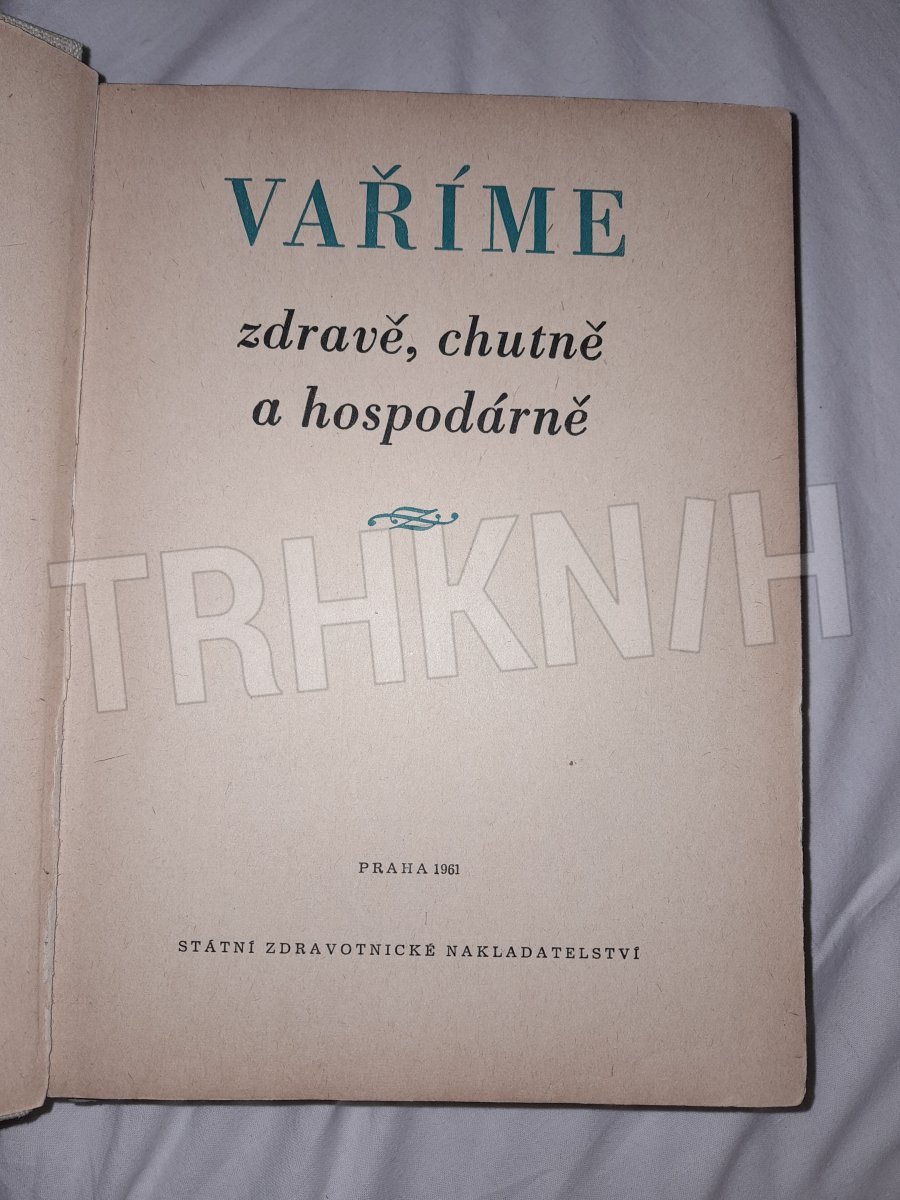 VAŘÍME
zdravě, chutně
a hospodárně
TRHKNIH
PRAHA 1961
STÁTNÍ ZDRAVOTNICKÉ NAKLADATELSTVÍ